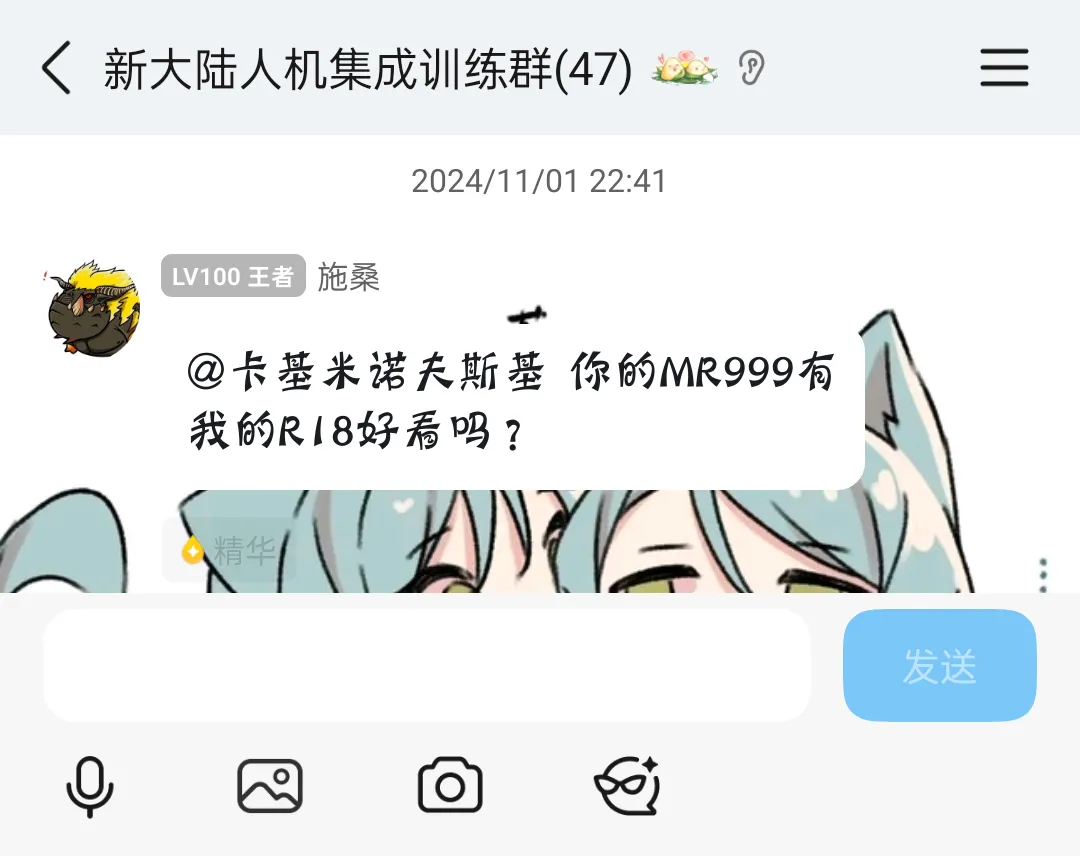 新大陆人机集成训练群(47)
2024/11/01 22:41
LV100 王者 施桑
@卡基米诺夫斯基 你的MR999有
我的R18好看吗？
精华
发送